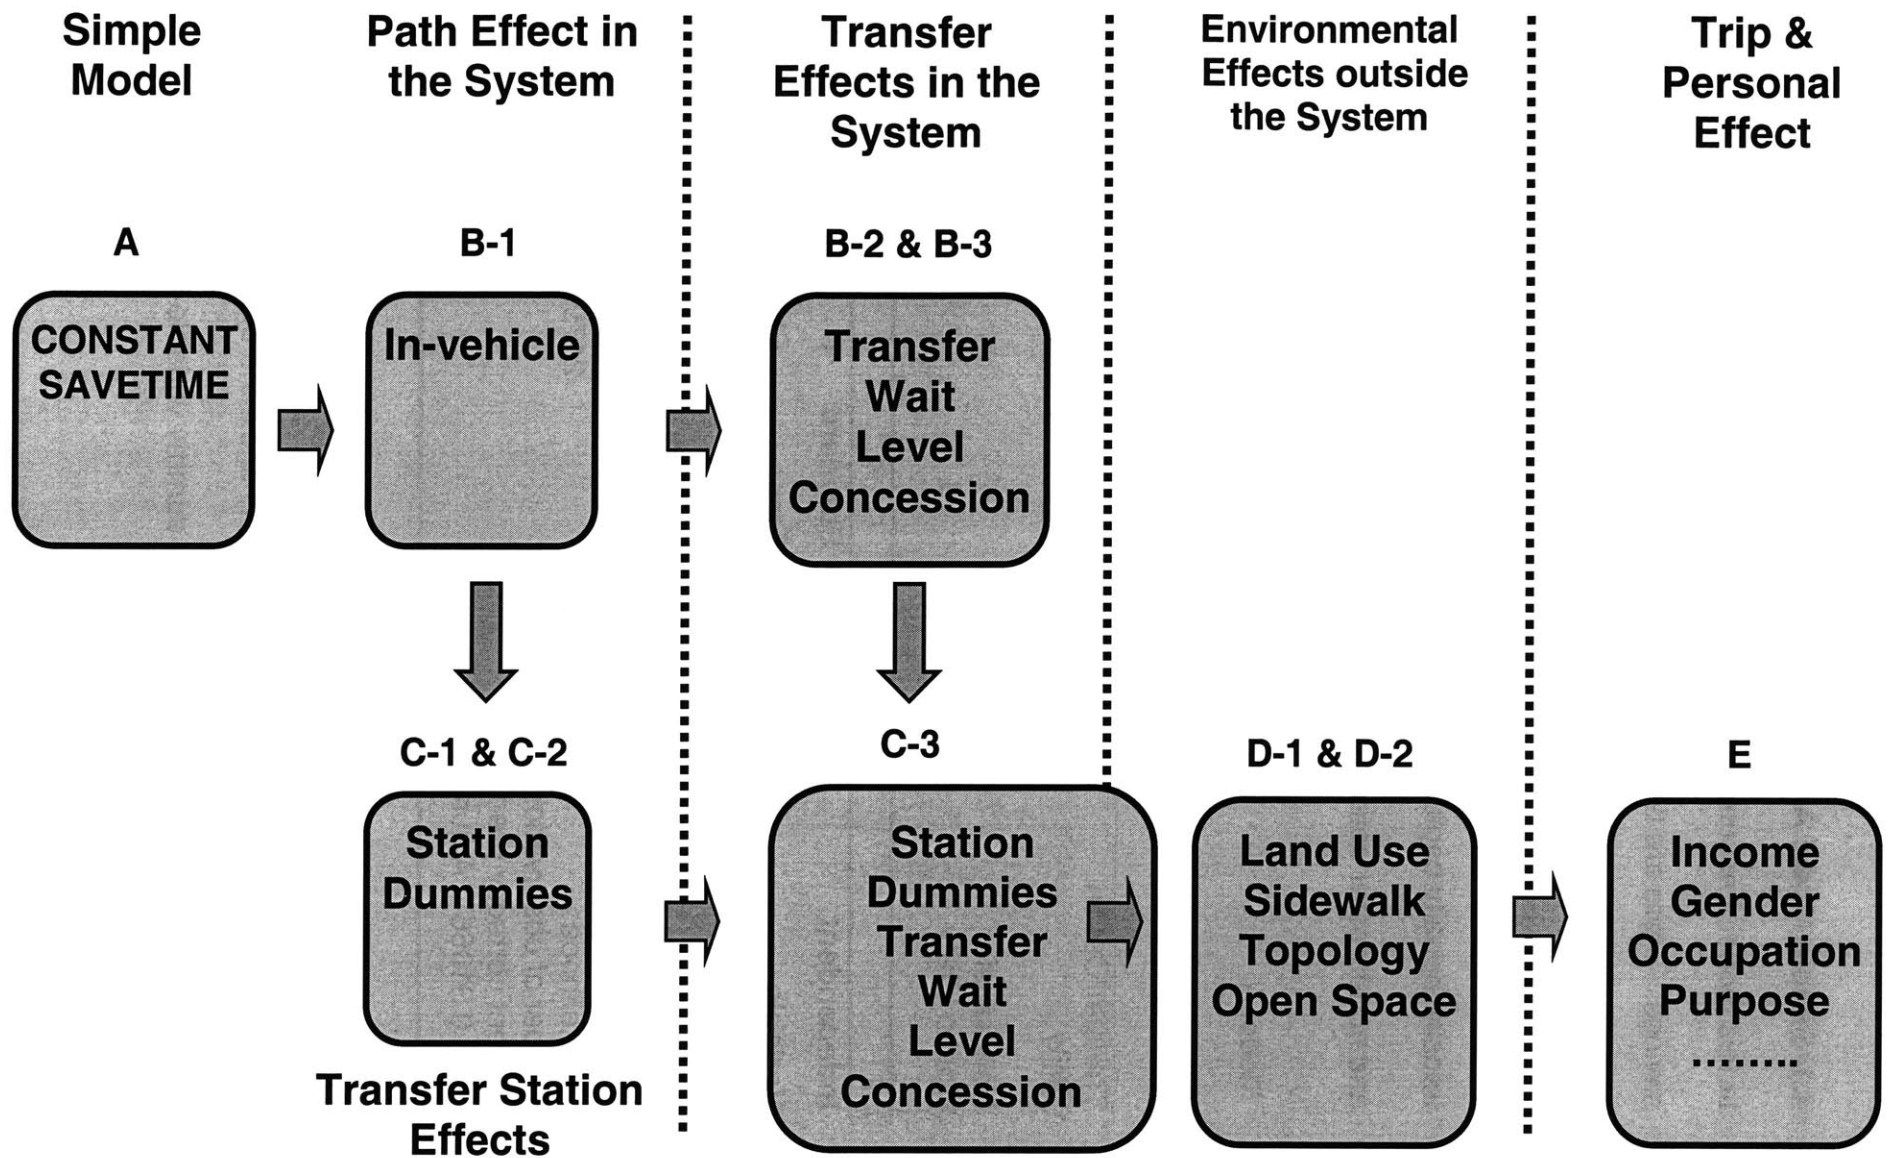 Simple
Model
Path Effect in
the System
Transfer
Effects in the
System
Environmental
Effects outside
the System
Trip &
Personal
Effect
A
B-1
B-2 & B-3
CONSTANT
SAVETIME
In-vehicle
Transfer
Wait
Level
Concession
C-1 & C-2
C-3
D-1 & D-2
E
Station
Dummies
Station
Dummies
Transfer
Wait
Level
Concession
Land Use
Sidewalk
Topology
Open Space
Income
Gender
Occupation
Purpose
........
Transfer Station
Effects